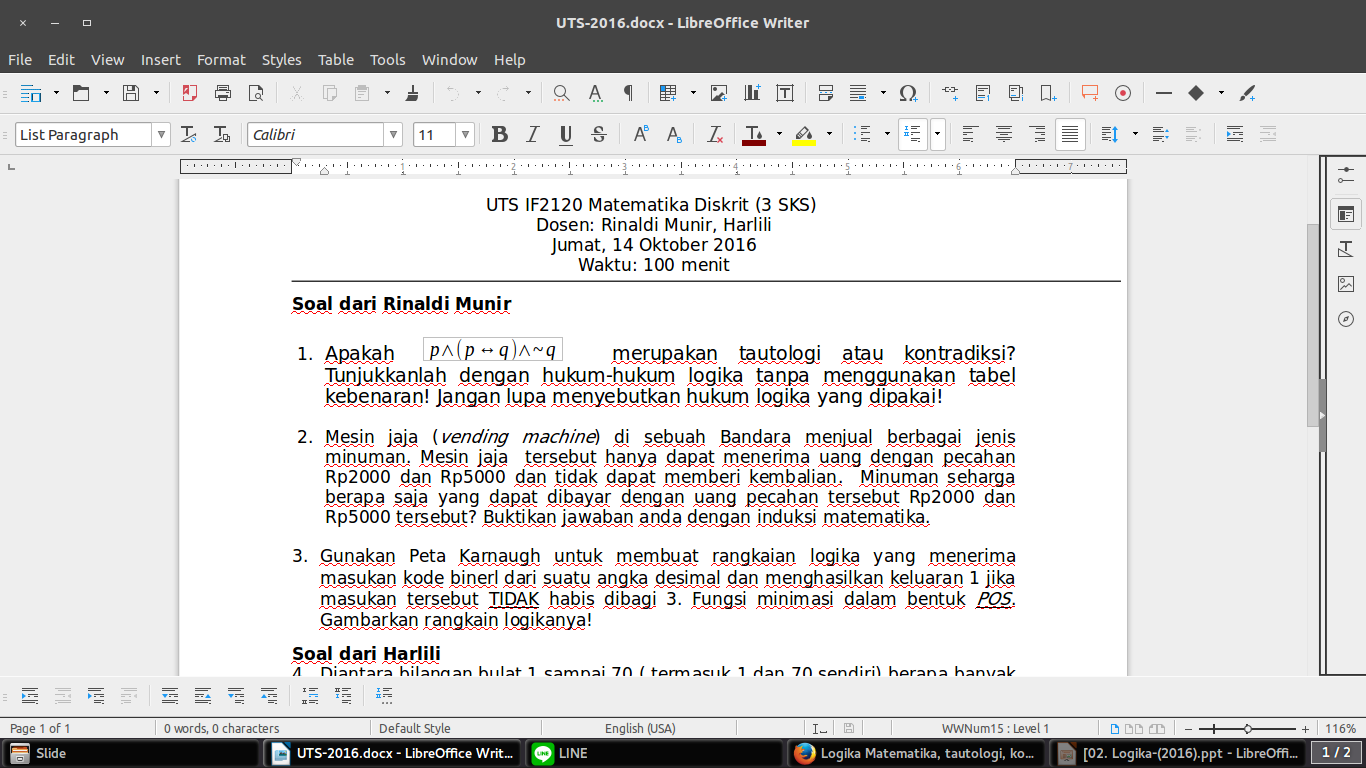 UTS-2016.docx - LibreOffice Writer
File Edit View Insert Format Styles Table Tools Window Help
List Paragraph Calibri 11
1 2 3 4 5 6 7
UTS IF2120 Matematika Diskrit (3 SKS)
Dosen: Rinaldi Munir, Harlili
Jumat, 14 Oktober 2016
Waktu: 100 menit
Soal dari Rinaldi Munir
1. Apakah p∧(p↔q)∧~q merupakan tautologi atau kontradiksi?
Tunjukkanlah dengan hukum-hukum logika tanpa menggunakan tabel
kebenaran! Jangan lupa menyebutkan hukum logika yang dipakai!
2. Mesin jaja (vending machine) di sebuah Bandara menjual berbagai jenis
minuman. Mesin jaja tersebut hanya dapat menerima uang dengan pecahan
Rp2000 dan Rp5000 dan tidak dapat memberi kembalian. Minuman seharga
berapa saja yang dapat dibayar dengan uang pecahan tersebut Rp2000 dan
Rp5000 tersebut? Buktikan jawaban anda dengan induksi matematika.
3. Gunakan Peta Karnaugh untuk membuat rangkaian logika yang menerima
masukan kode binerl dari suatu angka desimal dan menghasilkan keluaran 1 jika
masukan tersebut TIDAK habis dibagi 3. Fungsi minimasi dalam bentuk POS.
Gambarkan rangkain logikanya!
Soal dari Harlili
4. Diantara bilangan bulat 1 sampai 70 ( termasuk 1 dan 70 sendiri) berapa banyak
Page 1 of 1 0 words, 0 characters Default Style English (USA) WWNum15 : Level 1 116%
Slide UTS-2016.docx - LibreOffice Writ... LINE Logika Matematika, tautologi, ko... [02. Logika-(2016).ppt - LibreOffi... 1 / 2